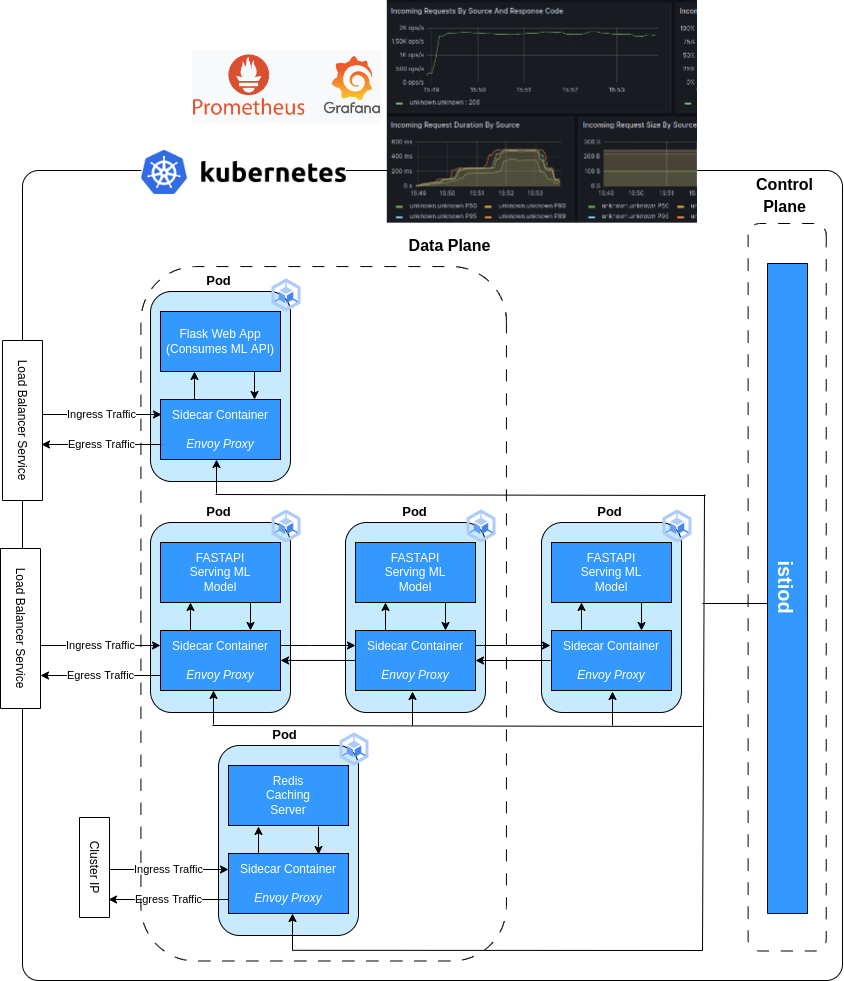 Incoming Requests By Source And Response Code
Incon
2K ops/s
1.50K ops/s
1K ops/s
500 ops/s
0 ops/s
100%
75%
50%
25%
0%
15:49
15:50
15:51
15:52
15:53
unknown.unknown : 200
Prometheus
Grafana
Incoming Request Duration By Source
Incoming Request Size By Source
600 ms
400 ms
200 ms
0 s
15:49
15:50
15:51
15:52
15:53
300 B
200 B
100 B
0 B
15:49
15:50
15:51
unknown.unknown P50
unknown.unknown P90
unknown.unknown P95
unknown.unknown P99
unknown.unknown P50
unknown.unknown P95
kubernetes
Control
Plane
Data Plane
Pod
Flask Web App
(Consumes ML API)
Load Balancer Service
Ingress Traffic
Egress Traffic
Sidecar Container
Envoy Proxy
Pod
Pod
Pod
FASTAPI
Serving ML
Model
FASTAPI
Serving ML
Model
FASTAPI
Serving ML
Model
Load Balancer Service
Ingress Traffic
Egress Traffic
Sidecar Container
Envoy Proxy
Sidecar Container
Envoy Proxy
Sidecar Container
Envoy Proxy
istiod
Pod
Redis
Caching
Server
Cluster IP
Ingress Traffic
Egress Traffic
Sidecar Container
Envoy Proxy